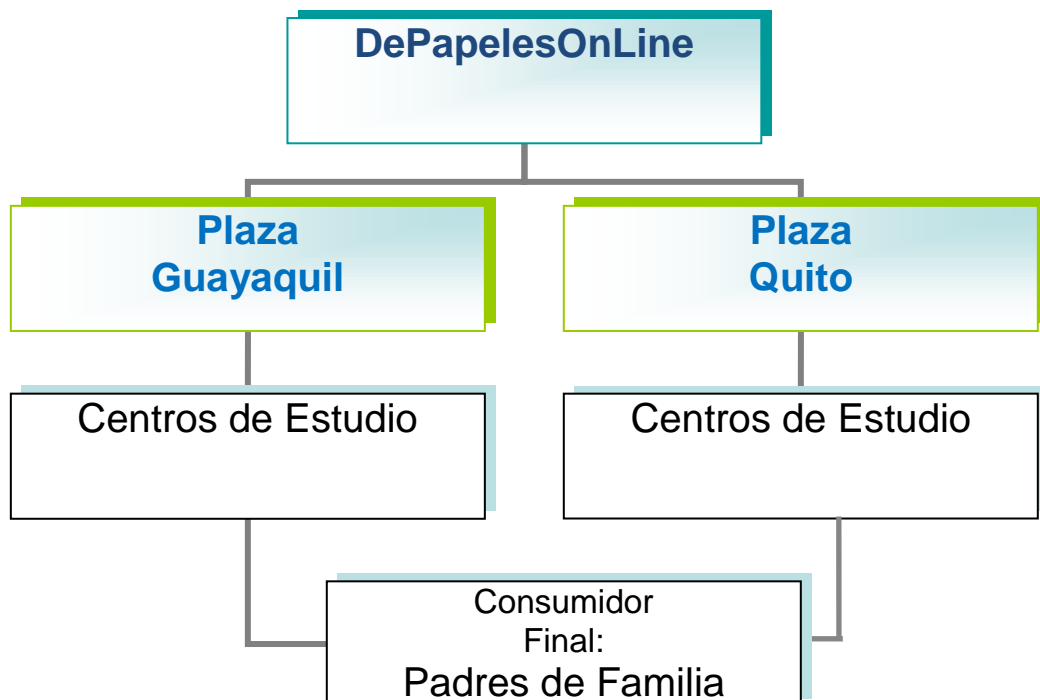 DePapelesOnLine
Plaza
Guayaquil
Plaza
Quito
Centros de Estudio
Centros de Estudio
Consumidor
Final:
Padres de Familia